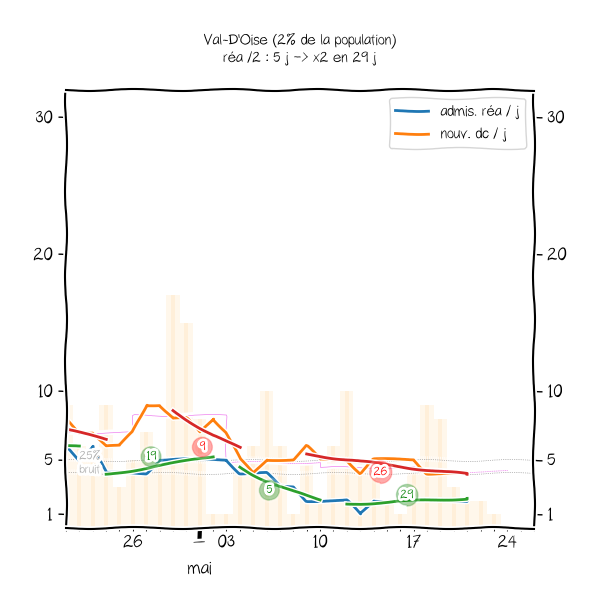 Val-D'Oise (2% de la population)
réa /2 : 5 j -> x2 en 29 j
admis. réa / j
nouv. dc / j
30 30
20 20
10 10
5 5
1 1
25%
bruit
19
9
5
26
29
26 1 03 10 17 24
mai